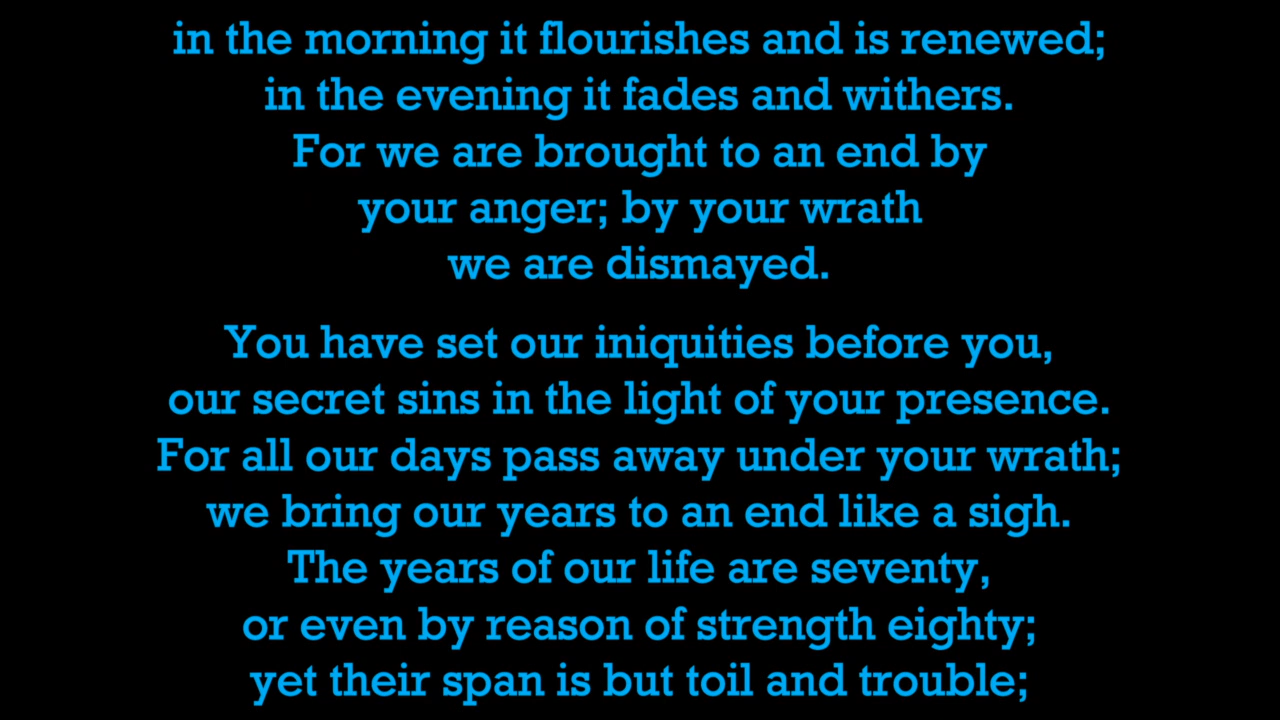 in the morning it flourishes and is renewed;
in the evening it fades and withers.
For we are brought to an end by
your anger; by your wrath
we are dismayed.
You have set our iniquities before you,
our secret sins in the light of your presence.
For all our days pass away under your wrath;
we bring our years to an end like a sigh.
The years of our life are seventy,
or even by reason of strength eighty;
yet their span is but toil and trouble;